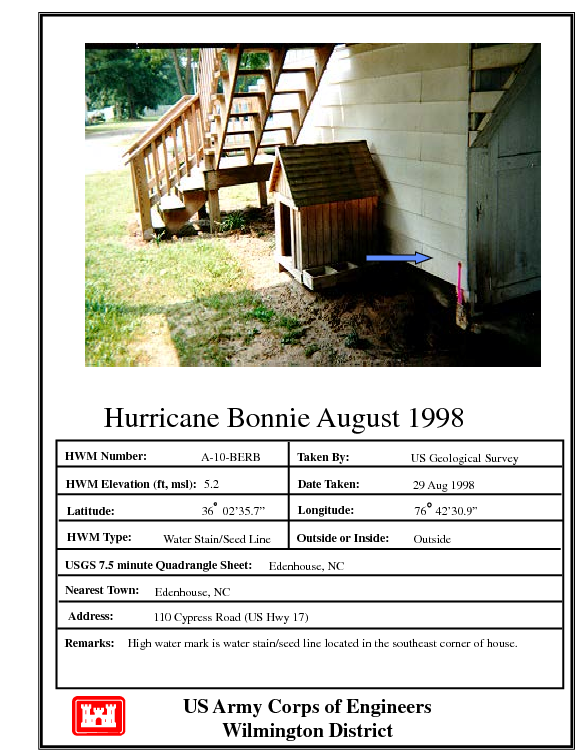 Hurricane Bonnie August 1998
HWM Number: A-10-BERB Taken By: US Geological Survey
HWM Elevation (ft, msl): 5.2 Date Taken: 29 Aug 1998
Latitude: 36° 02'35.7" Longitude: 76° 42'30.9"
HWM Type: Water Stain/Seed Line Outside or Inside: Outside
USGS 7.5 minute Quadrangle Sheet: Edenhouse, NC
Nearest Town: Edenhouse, NC
Address: 110 Cypress Road (US Hwy 17)
Remarks: High water mark is water stain/seed line located in the southeast corner of house.
US Army Corps of Engineers
Wilmington District